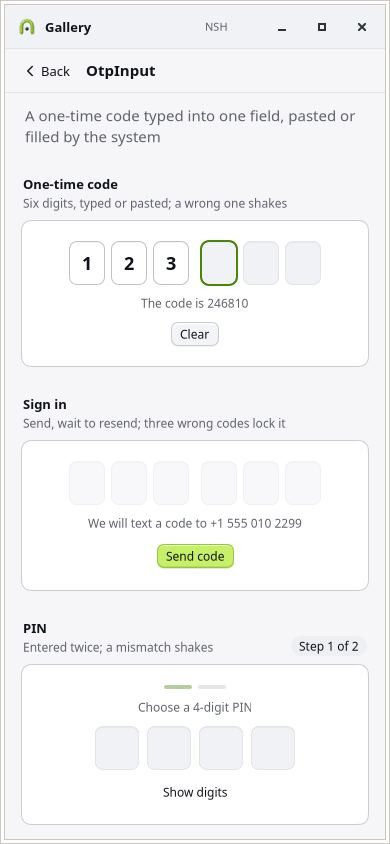 Gallery
NSH
Back
OtpInput
A one-time code typed into one field, pasted or
filled by the system
One-time code
Six digits, typed or pasted; a wrong one shakes
1 2 3
The code is 246810
Clear
Sign in
Send, wait to resend; three wrong codes lock it
We will text a code to +1 555 010 2299
Send code
PIN
Entered twice; a mismatch shakes
Step 1 of 2
Choose a 4-digit PIN
Show digits